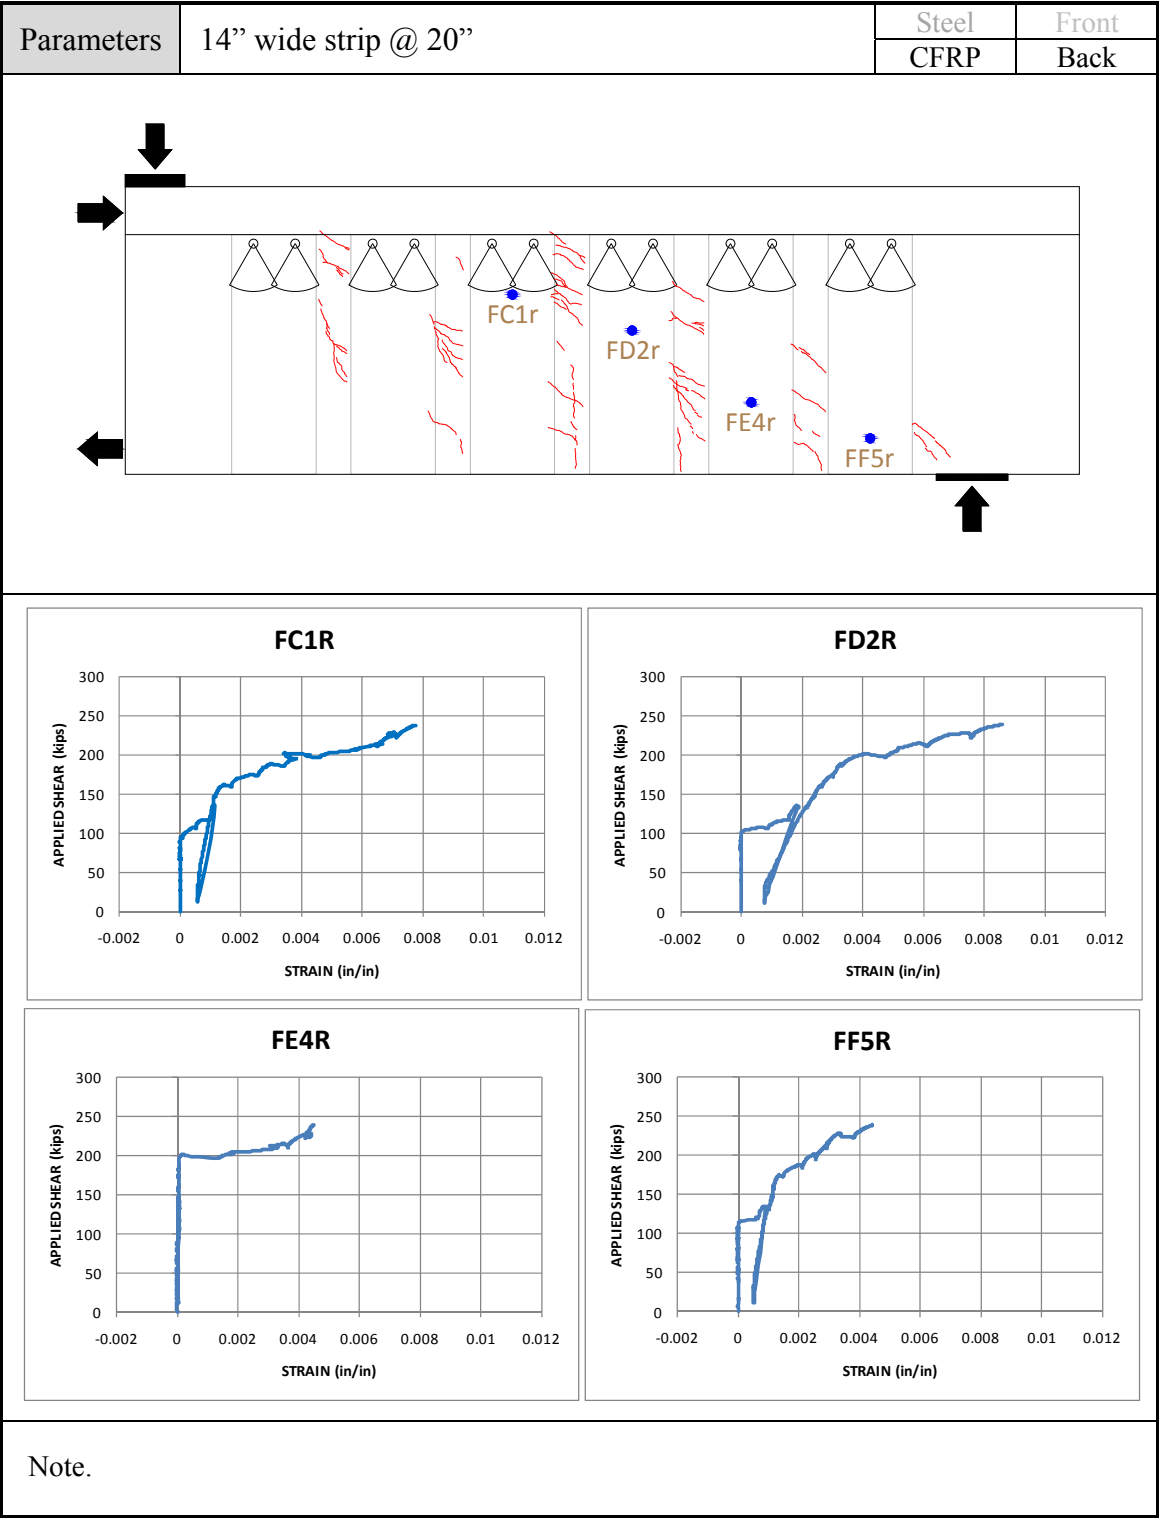 Parameters 14” wide strip @ 20” Steel Front
CFRP Back
FC1r
FD2r
FE4r
FF5r
FC1R
300
250
200
150
100
50
0
-0.002 0 0.002 0.004 0.006 0.008 0.01 0.012
APPLIED SHEAR (kips)
STRAIN (in/in)
FD2R
300
250
200
150
100
50
0
-0.002 0 0.002 0.004 0.006 0.008 0.01 0.012
APPLIED SHEAR (kips)
STRAIN (in/in)
FE4R
300
250
200
150
100
50
0
-0.002 0 0.002 0.004 0.006 0.008 0.01 0.012
APPLIED SHEAR (kips)
STRAIN (in/in)
FF5R
300
250
200
150
100
50
0
-0.002 0 0.002 0.004 0.006 0.008 0.01 0.012
APPLIED SHEAR (kips)
STRAIN (in/in)
Note.